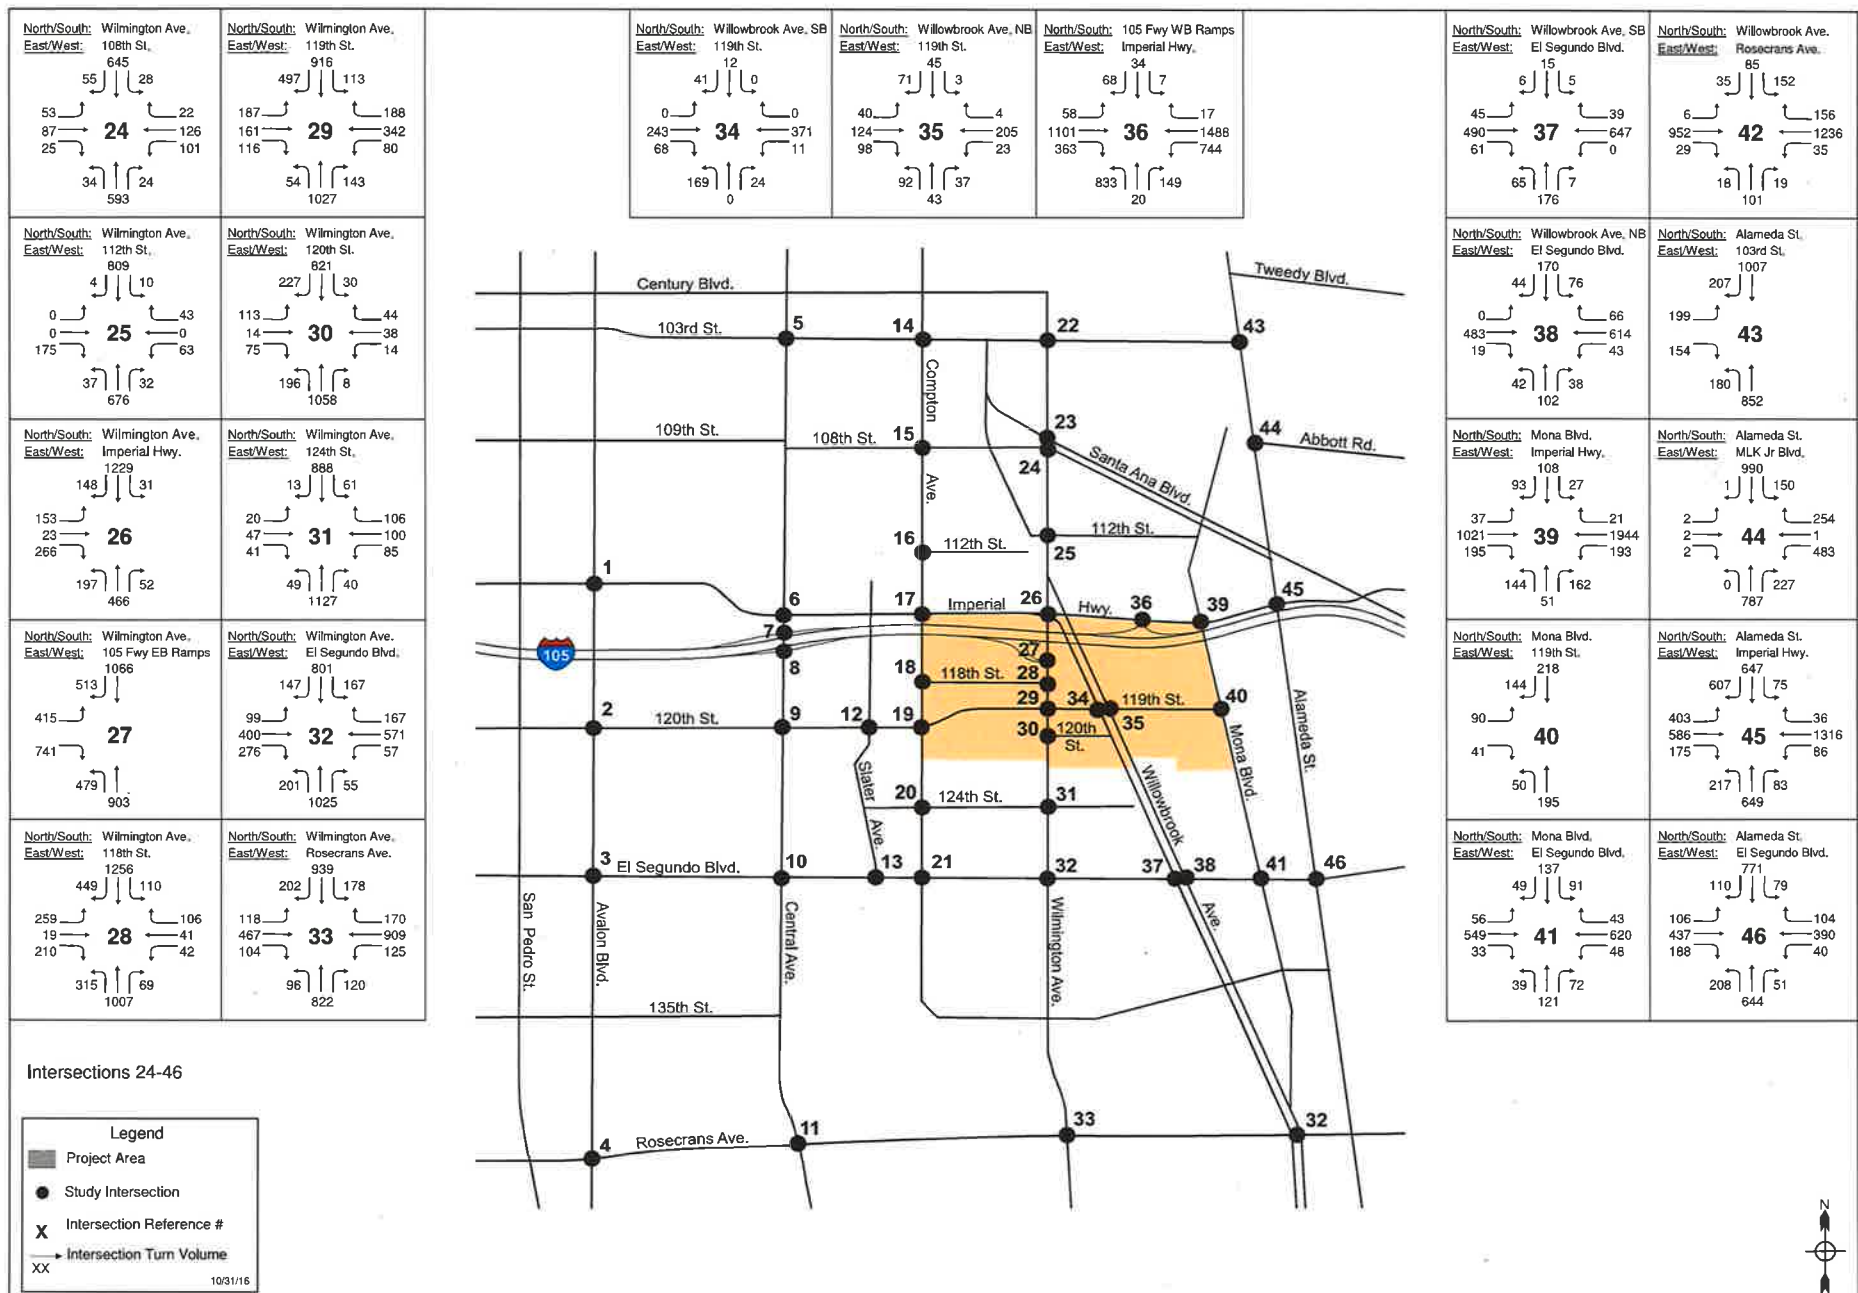 North/South: Wilmington Ave.
East/West: 108th St.
645
55 28
53 22
87 24 126
25 101
34 24
593
North/South: Wilmington Ave.
East/West: 119th St.
916
497 113
187 188
161 29 342
116 80
54 143
1027
North/South: Willowbrook Ave, SB
East/West: 119th St.
12
41 0
0 0
243 34 371
68 11
169 24
0
North/South: Willowbrook Ave, NB
East/West: 119th St.
45
71 3
40 4
124 35 205
98 23
92 37
43
North/South: 105 Fwy WB Ramps
East/West: Imperial Hwy.
34
68 7
58 17
1101 36 1488
363 744
833 149
20
North/South: Willowbrook Ave, SB
East/West: El Segundo Blvd.
15
6 5
45 39
490 37 647
61 0
65 7
176
North/South: Willowbrook Ave.
East/West: Rosecrans Ave.
85
35 152
6 156
952 42 1236
29 35
18 19
101
North/South: Wilmington Ave.
East/West: 112th St.
809
4 10
0 43
0 25 0
175 63
37 32
676
North/South: Wilmington Ave.
East/West: 120th St.
821
227 30
113 44
14 30 38
75 14
196 8
1058
North/South: Willowbrook Ave, NB
East/West: El Segundo Blvd.
170
44 76
0 66
483 38 614
19 43
42 38
102
North/South: Alameda St.
East/West: 103rd St.
1007
207
199
43
154
180
852
North/South: Wilmington Ave.
East/West: Imperial Hwy.
1229
148 31
153
23 26
266
197 52
466
North/South: Wilmington Ave.
East/West: 124th St.
888
13 61
20 106
47 31 100
41 85
49 40
1127
North/South: Mona Blvd.
East/West: Imperial Hwy.
108
93 27
37 21
1021 39 1944
195 193
144 162
51
North/South: Alameda St.
East/West: MLK Jr Blvd.
990
1 150
2 254
2 44 1
2 483
0 227
787
North/South: Wilmington Ave.
East/West: 105 Fwy EB Ramps
1066
513
415
27
741
479
903
North/South: Wilmington Ave.
East/West: El Segundo Blvd.
801
147 167
99 167
400 32 571
276 57
201 55
1025
North/South: Mona Blvd.
East/West: 119th St.
218
144
90
40
41
50
195
North/South: Alameda St.
East/West: Imperial Hwy.
647
607 75
403 36
586 45 1316
175 86
217 83
649
North/South: Wilmington Ave.
East/West: 118th St.
1256
449 110
259 106
19 28 41
210 42
315 69
1007
North/South: Wilmington Ave.
East/West: Rosecrans Ave.
939
202 178
118 170
467 33 909
104 125
96 120
822
North/South: Mona Blvd.
East/West: El Segundo Blvd.
137
49 91
56 43
549 41 620
33 48
39 72
121
North/South: Alameda St.
East/West: El Segundo Blvd.
771
110 79
106 104
437 46 390
188 40
208 51
644
Tweedy Blvd.
Century Blvd.
103rd St.
5 14 22 43
Compton
Ave.
109th St.
108th St.
15 23 24 44
Abbott Rd.
Santa Ana Blvd.
16 112th St.
112th St.
25
1
6 17 Imperial 26 Hwy. 36 39 45
7
105
8
27
18 118th St. 28
29 34 119th St. 40
2 120th St. 9 12 19 30 120th St. 35
Slater
Ave.
Willowbrook
Ave.
Mona Blvd.
Alameda St.
20 124th St. 31
3 El Segundo Blvd. 10 13 21 32 37 38 41 46
San Pedro St.
Avalon Blvd.
Central Ave.
Wilmington Ave.
135th St.
4 Rosecrans Ave. 11 33 32
Intersections 24-46
Legend
Project Area
Study Intersection
X Intersection Reference #
Intersection Turn Volume
XX
10/31/16
N